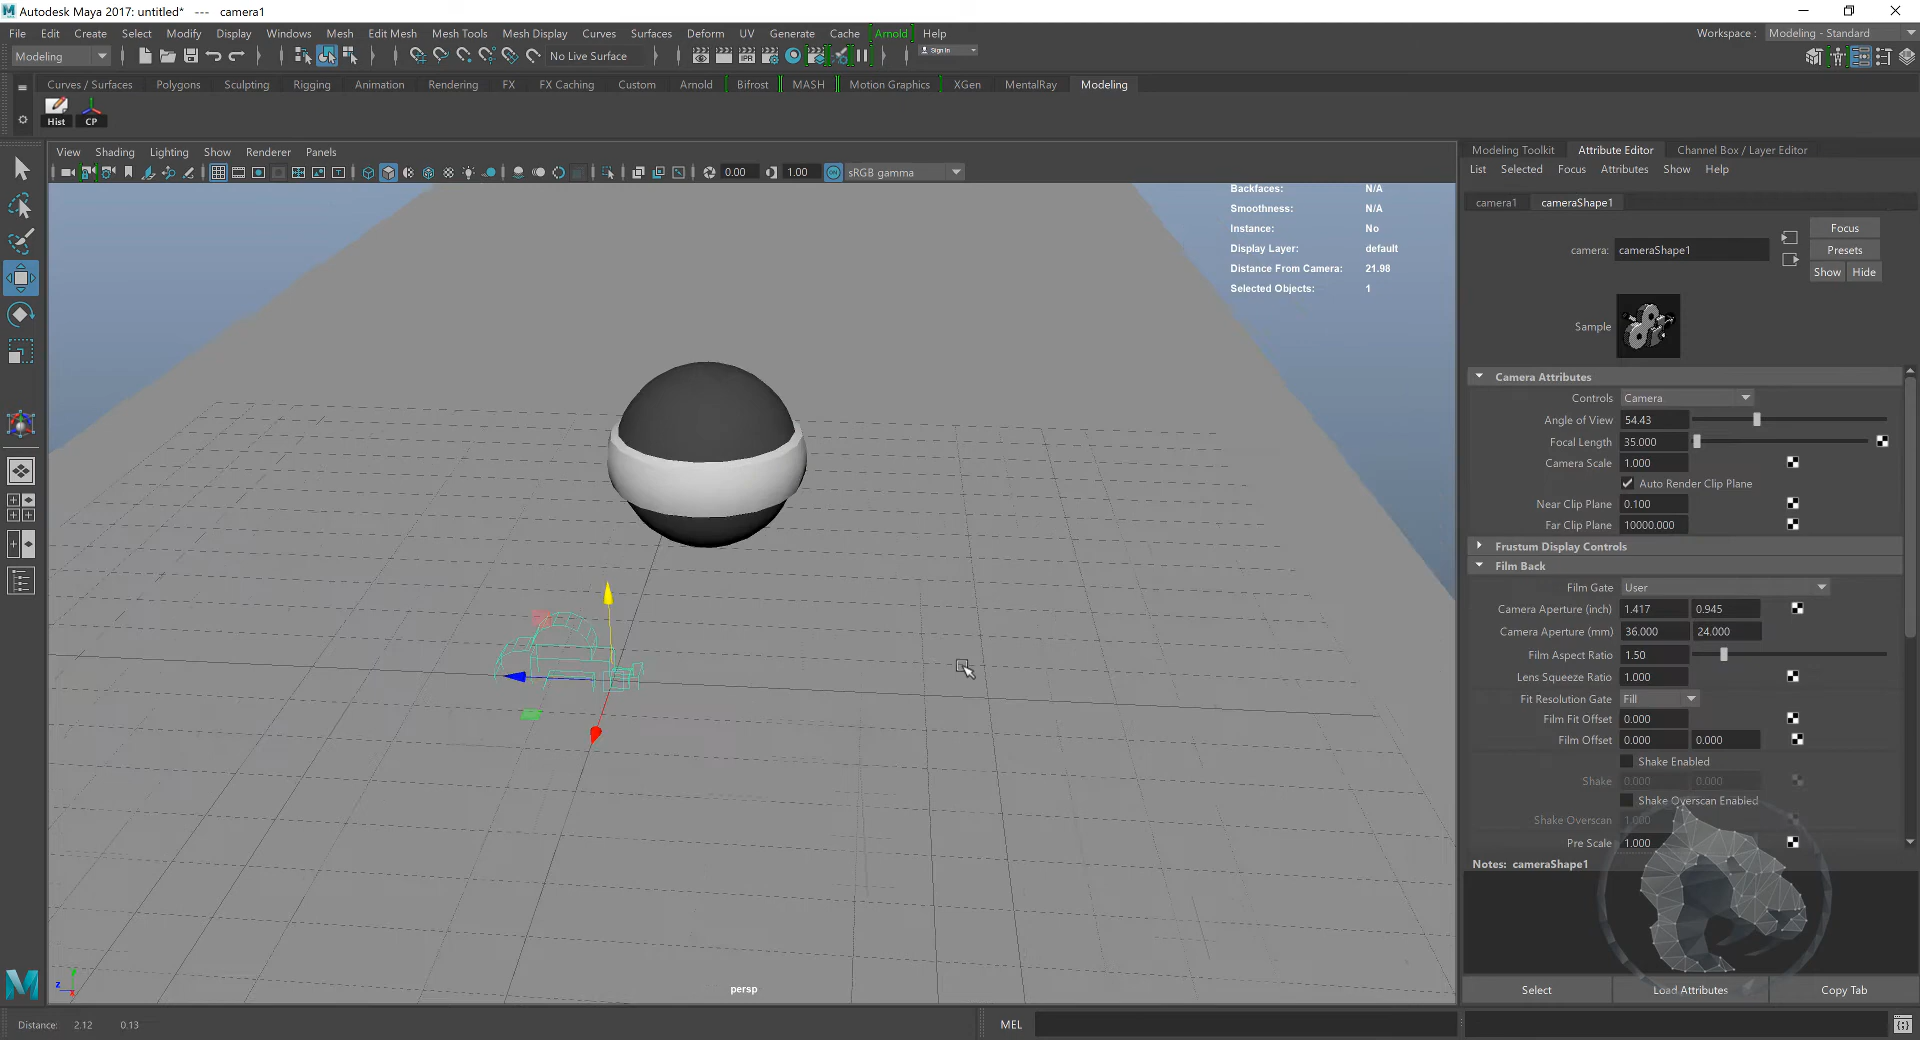 Autodesk Maya 2017: untitled* --- camera1
File Edit Create Select Modify Display Windows Mesh Edit Mesh Mesh Tools Mesh Display Curves Surfaces Deform UV Generate Cache Arnold Help
Workspace : Modeling - Standard
Modeling
No Live Surface
IPR
Sign In
Curves / Surfaces Polygons Sculpting Rigging Animation Rendering FX FX Caching Custom Arnold Bifrost MASH Motion Graphics XGen MentalRay Modeling
Hist CP
View Shading Lighting Show Renderer Panels
0.00 1.00 ON sRGB gamma
Backfaces: N/A
Smoothness: N/A
Instance: No
Display Layer: default
Distance From Camera: 21.98
Selected Objects: 1
persp
Modeling Toolkit Attribute Editor Channel Box / Layer Editor
List Selected Focus Attributes Show Help
camera1 cameraShape1
Focus
camera: cameraShape1
Presets
Show Hide
Sample
Camera Attributes
Controls Camera
Angle of View 54.43
Focal Length 35.000
Camera Scale 1.000
Auto Render Clip Plane
Near Clip Plane 0.100
Far Clip Plane 10000.000
Frustum Display Controls
Film Back
Film Gate User
Camera Aperture (inch) 1.417 0.945
Camera Aperture (mm) 36.000 24.000
Film Aspect Ratio 1.50
Lens Squeeze Ratio 1.000
Fit Resolution Gate Fill
Film Fit Offset 0.000
Film Offset 0.000 0.000
Shake Enabled
Shake 0.000 0.000
Shake Overscan Enabled
Shake Overscan 1.000
Pre Scale 1.000
Notes: cameraShape1
Select Load Attributes Copy Tab
Distance: 2.12 0.13
MEL